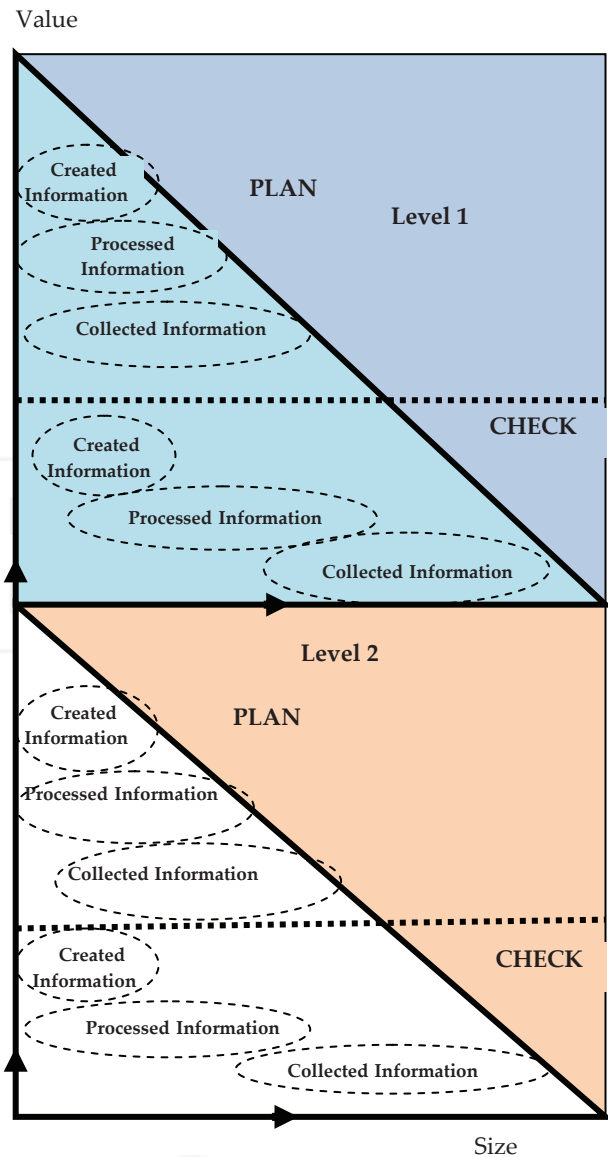 Value
Created
Information
PLAN
Level 1
Processed
Information
Collected Information
CHECK
Created
Information
Processed Information
Collected Information
Level 2
Created
Information
PLAN
Processed Information
Collected Information
Created
Information
CHECK
Processed Information
Collected Information
Size